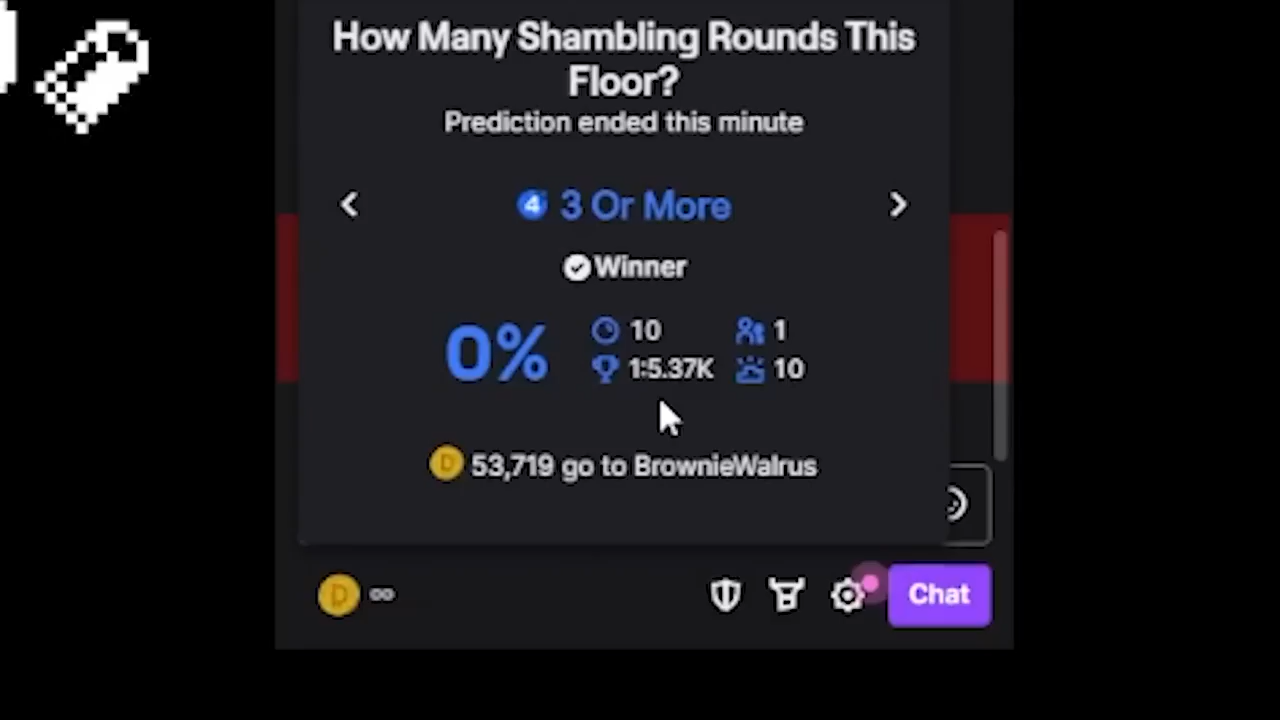 How Many Shambling Rounds This
Floor?
Prediction ended this minute
4 3 Or More
Winner
0% 10 1
1:5.37K 10
D 53,719 go to BrownieWalrus
D ∞ Chat